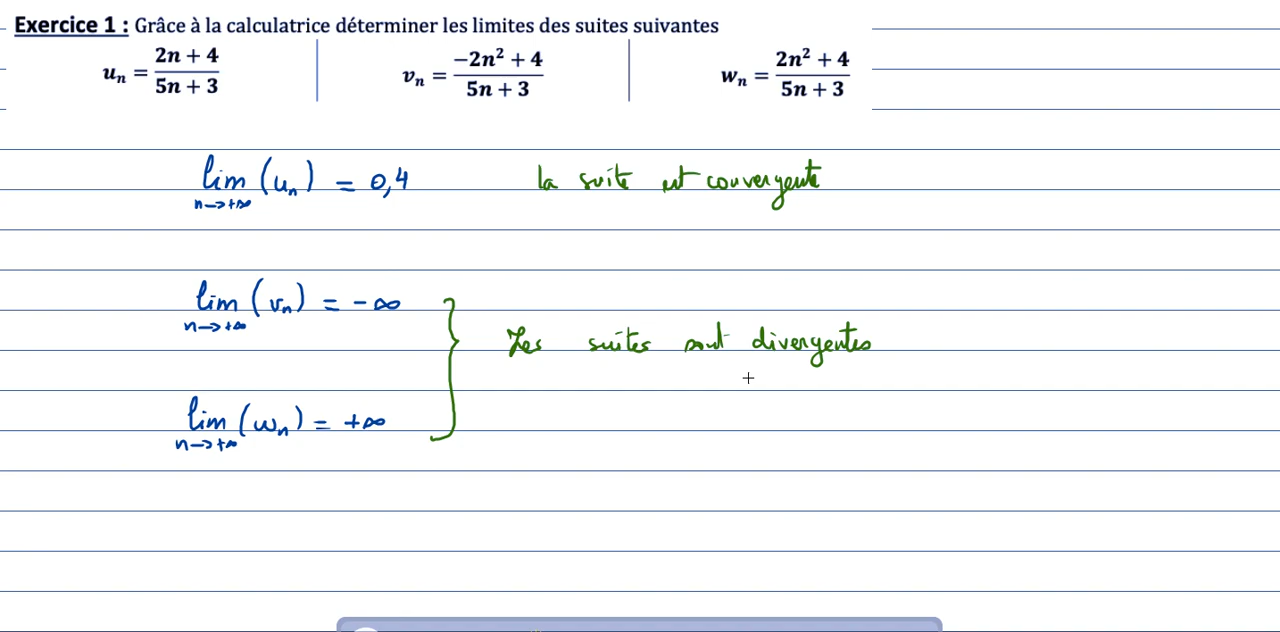 Exercice 1 : Grâce à la calculatrice déterminer les limites des suites suivantes
uₙ = (2n + 4)/(5n + 3) vₙ = (−2n² + 4)/(5n + 3) wₙ = (2n² + 4)/(5n + 3)
lim n→+∞ (uₙ) = 0,4 la suite est convergente
lim n→+∞ (vₙ) = -∞
Les suites sont divergentes
lim n→+∞ (wₙ) = +∞